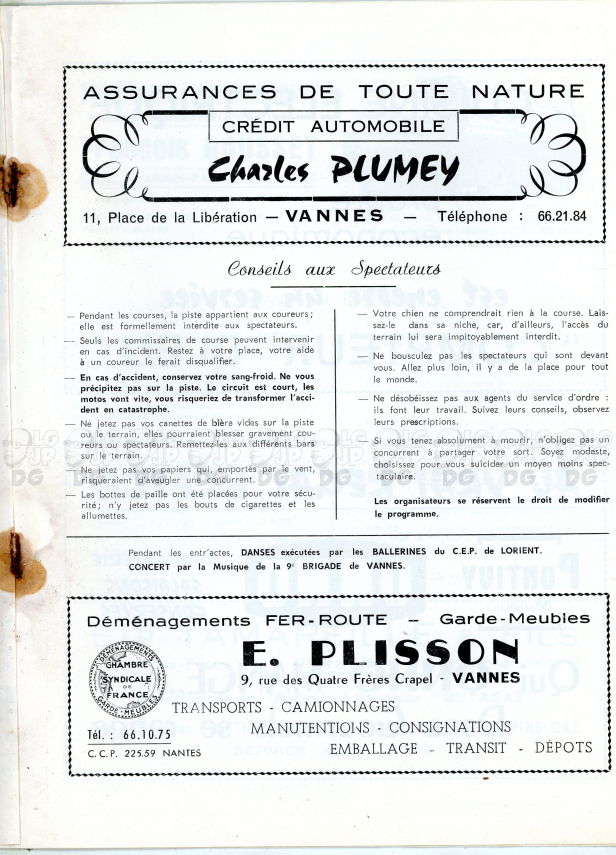 ASSURANCES DE TOUTE NATURE
CRÉDIT AUTOMOBILE
Charles PLUMEY
11, Place de la Libération — VANNES — Téléphone : 66.21.84
Conseils aux Spectateurs
— Pendant les courses, la piste appartient aux coureurs ;
elle est formellement interdite aux spectateurs.
— Seuls les commissaires de course peuvent intervenir
en cas d'incident. Restez à votre place, votre aide
à un coureur le ferait disqualifier.
— En cas d'accident, conservez votre sang-froid. Ne vous
précipitez pas sur la piste. Le circuit est court, les
motos vont vite, vous risqueriez de transformer l'acci-
dent en catastrophe.
— Ne jetez pas vos canettes de bière vides sur la piste
ou le terrain, elles pourraient blesser gravement cou-
reurs ou spectateurs. Remettez-les aux différents bars
sur le terrain.
— Ne jetez pas vos papiers qui, emportés par le vent,
risqueraient d'aveugler une concurrent.
— Les bottes de paille ont été placées pour votre sécu-
rité ; n'y jetez pas les bouts de cigarettes et les
allumettes.
— Votre chien ne comprendrait rien à la course. Lais-
sez-le dans sa niche, car, d'ailleurs, l'accès du
terrain lui sera impitoyablement interdit.
— Ne bousculez pas les spectateurs qui sont devant
vous. Allez plus loin, il y a de la place pour tout
le monde.
— Ne désobéissez pas aux agents du service d'ordre :
ils font leur travail. Suivez leurs conseils, observez
leurs prescriptions.
— Si vous tenez absolument à mourir, n'obligez pas un
concurrent à partager votre sort. Soyez modeste,
choisissez pour vous suicider un moyen moins spec-
taculaire.
Les organisateurs se réservent le droit de modifier
le programme.
Pendant les entr'actes, DANSES exécutées par les BALLERINES du C.E.P. de LORIENT.
CONCERT par la Musique de la 9e BRIGADE de VANNES.
Déménagements FER-ROUTE — Garde-Meubles
E. PLISSON
9, rue des Quatre Frères Crapel - VANNES
DÉMÉNAGEMENTS
CHAMBRE
SYNDICALE
DE
FRANCE
GARDE-MEUBLES
TRANSPORTS - CAMIONNAGES
MANUTENTIONS - CONSIGNATIONS
EMBALLAGE - TRANSIT - DÉPOTS
Tél. : 66.10.75
C.C.P. 225.59 NANTES